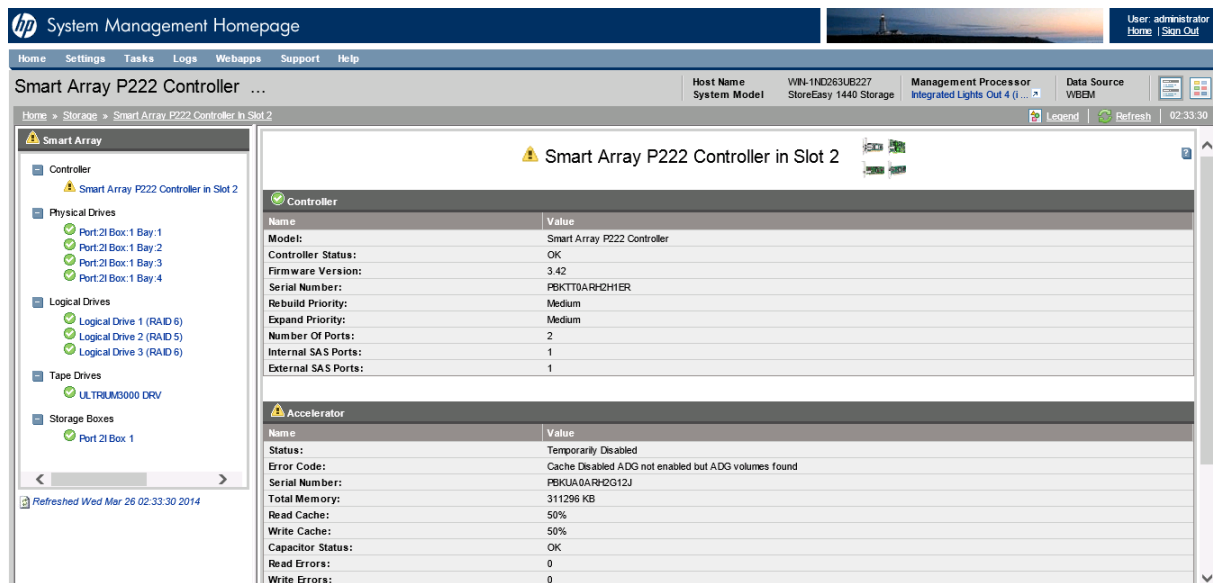 hp System Management Homepage
User: administrator
Home | Sign Out
Home Settings Tasks Logs Webapps Support Help
Smart Array P222 Controller ...
Host Name WIN-1ND263UB227
System Model StoreEasy 1440 Storage
Management Processor
Integrated Lights Out 4 (i ...
Data Source
WBEM
Home » Storage » Smart Array P222 Controller in Slot 2
Legend Refresh 02:33:30
Smart Array
Controller
Smart Array P222 Controller in Slot 2
Physical Drives
Port:2I Box:1 Bay:1
Port:2I Box:1 Bay:2
Port:2I Box:1 Bay:3
Port:2I Box:1 Bay:4
Logical Drives
Logical Drive 1 (RAID 6)
Logical Drive 2 (RAID 5)
Logical Drive 3 (RAID 6)
Tape Drives
ULTRIUM3000 DRV
Storage Boxes
Port 2I Box 1
Refreshed Wed Mar 26 02:33:30 2014
Smart Array P222 Controller in Slot 2
?
Controller
Name Value
Model: Smart Array P222 Controller
Controller Status: OK
Firmware Version: 3.42
Serial Number: PBKTT0ARH2H1ER
Rebuild Priority: Medium
Expand Priority: Medium
Number Of Ports: 2
Internal SAS Ports: 1
External SAS Ports: 1
Accelerator
Name Value
Status: Temporarily Disabled
Error Code: Cache Disabled ADG not enabled but ADG volumes found
Serial Number: PBKUA0ARH2G12J
Total Memory: 311296 KB
Read Cache: 50%
Write Cache: 50%
Capacitor Status: OK
Read Errors: 0
Write Errors: 0